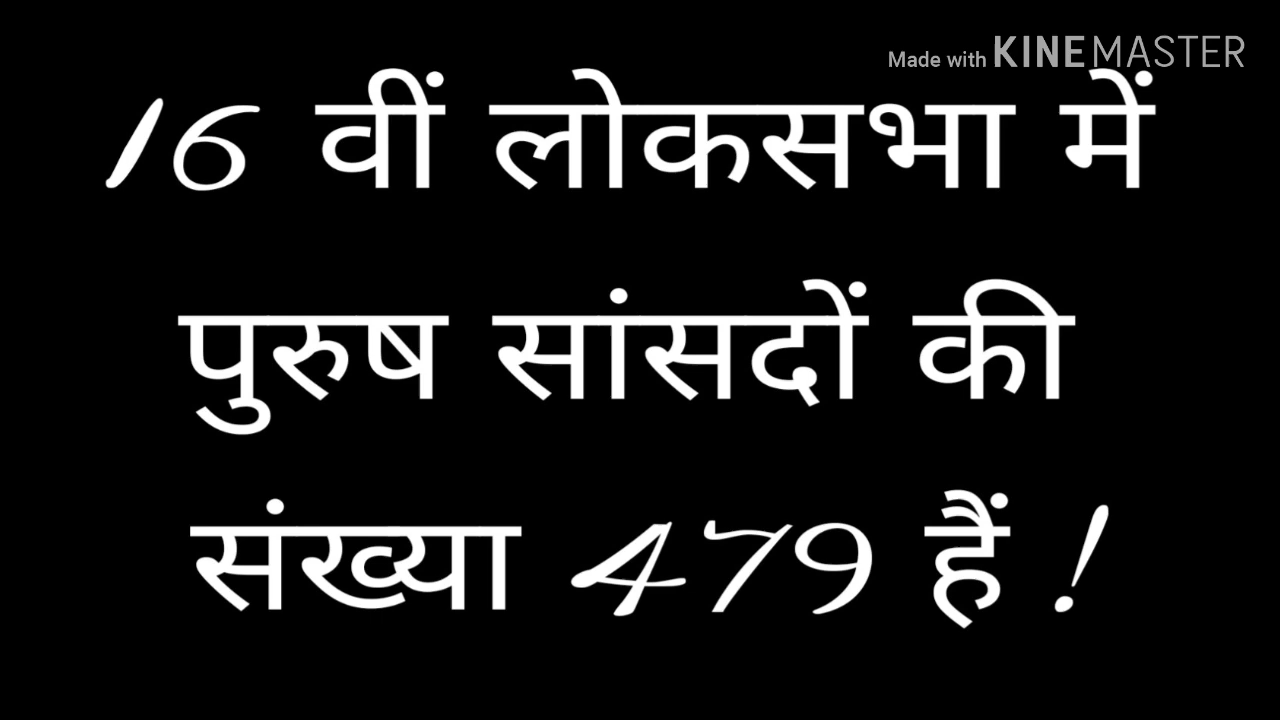 Made with KINEMASTER
16 वीं लोकसभा में
पुरुष सांसदों की
संख्या 479 हैं !